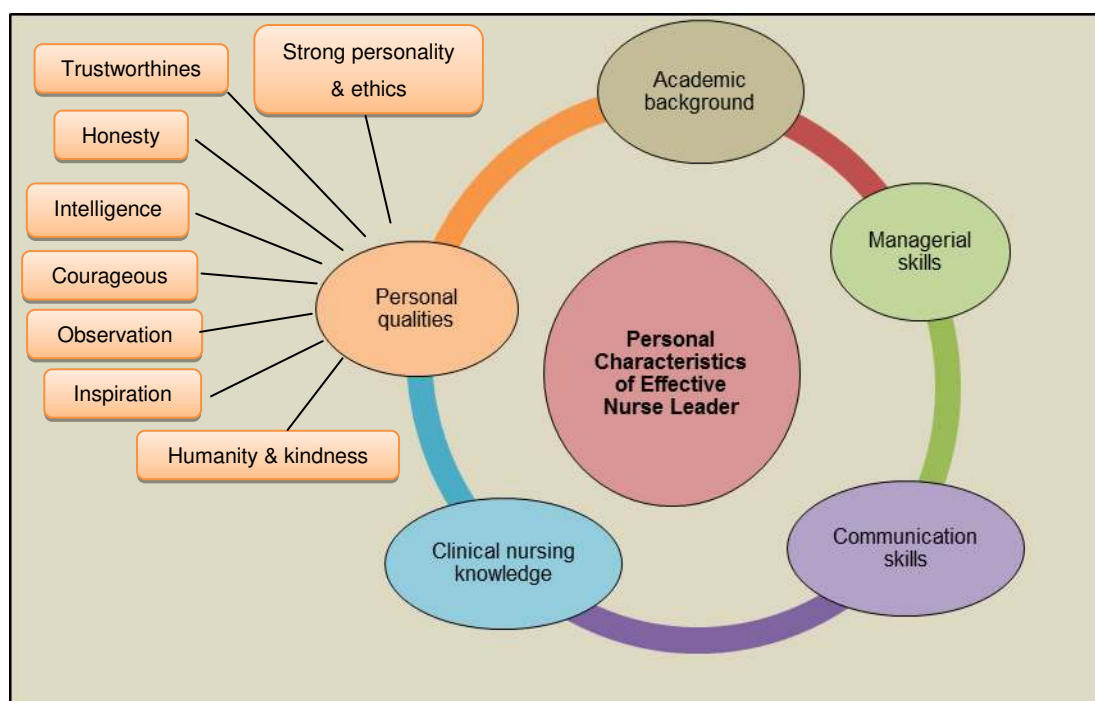 Strong personality
& ethics
Trustworthines
Honesty
Intelligence
Courageous
Observation
Inspiration
Humanity & kindness
Personal
qualities
Academic
background
Managerial
skills
Communication
skills
Clinical nursing
knowledge
Personal
Characteristics
of Effective
Nurse Leader